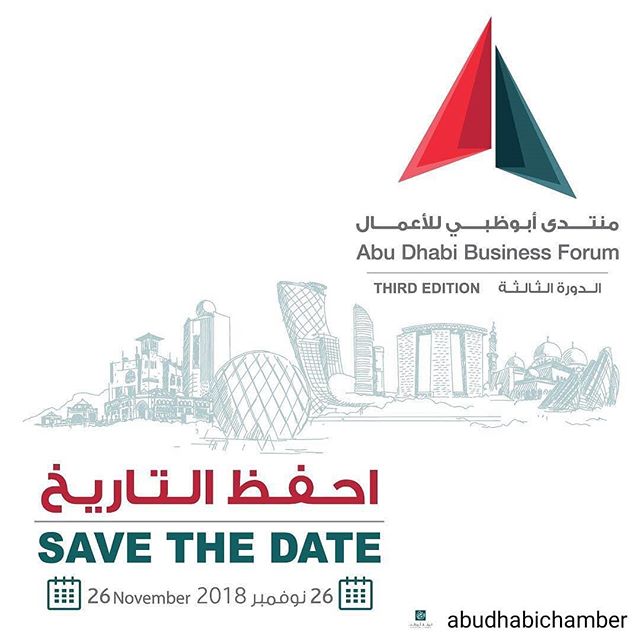 منتدى أبوظبي للأعمال
Abu Dhabi Business Forum
THIRD EDITION الدورة الثالثة
احفظ التاريخ
SAVE THE DATE
26 November 2018 نوفمبر 26
abudhabichamber